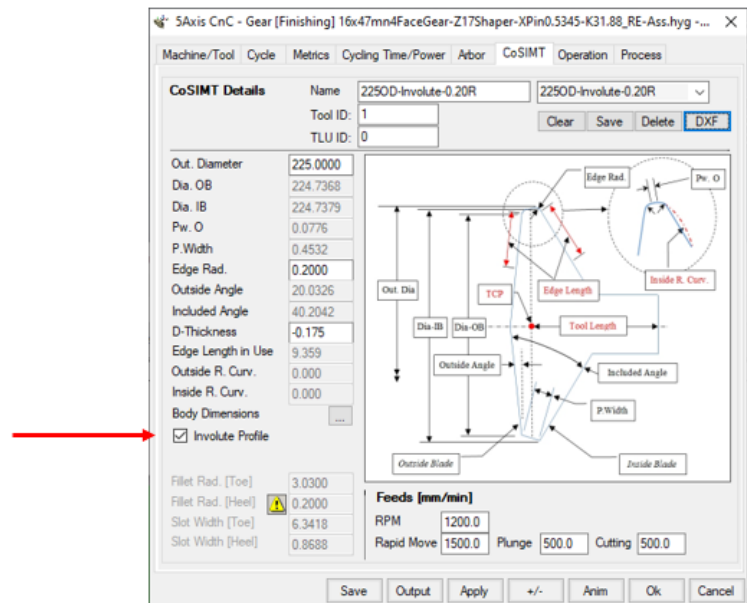 5Axis CnC - Gear [Finishing] 16x47mn4FaceGear-Z17Shaper-XPin0.5345-K31.88_RE-Ass.hyg -...
Machine/Tool Cycle Metrics Cycling Time/Power Arbor CoSIMT Operation Process
CoSIMT Details Name 225OD-Involute-0.20R 225OD-Involute-0.20R
Tool ID: 1 Clear Save Delete DXF
TLU ID: 0
Out. Diameter 225.0000
Dia. OB 224.7368
Dia. IB 224.7379
Pw. O 0.0776
P.Width 0.4532
Edge Rad. 0.2000
Outside Angle 20.0326
Included Angle 40.2042
D-Thickness -0.175
Edge Length in Use 9.359
Outside R. Curv. 0.000
Inside R. Curv. 0.000
Body Dimensions ...
Involute Profile
Fillet Rad. [Toe] 3.0300
Fillet Rad. [Heel] 0.2000
Slot Width [Toe] 6.3418
Slot Width [Heel] 0.8688
Edge Rad. Pw. O
Inside R. Curv.
Out. Dia TCP Edge Length
Dia-IB Dia-OB Tool Length
Outside Angle Included Angle
P.Width
Outside Blade Inside Blade
Feeds [mm/min]
RPM 1200.0
Rapid Move 1500.0 Plunge 500.0 Cutting 500.0
Save Output Apply +/- Anim Ok Cancel